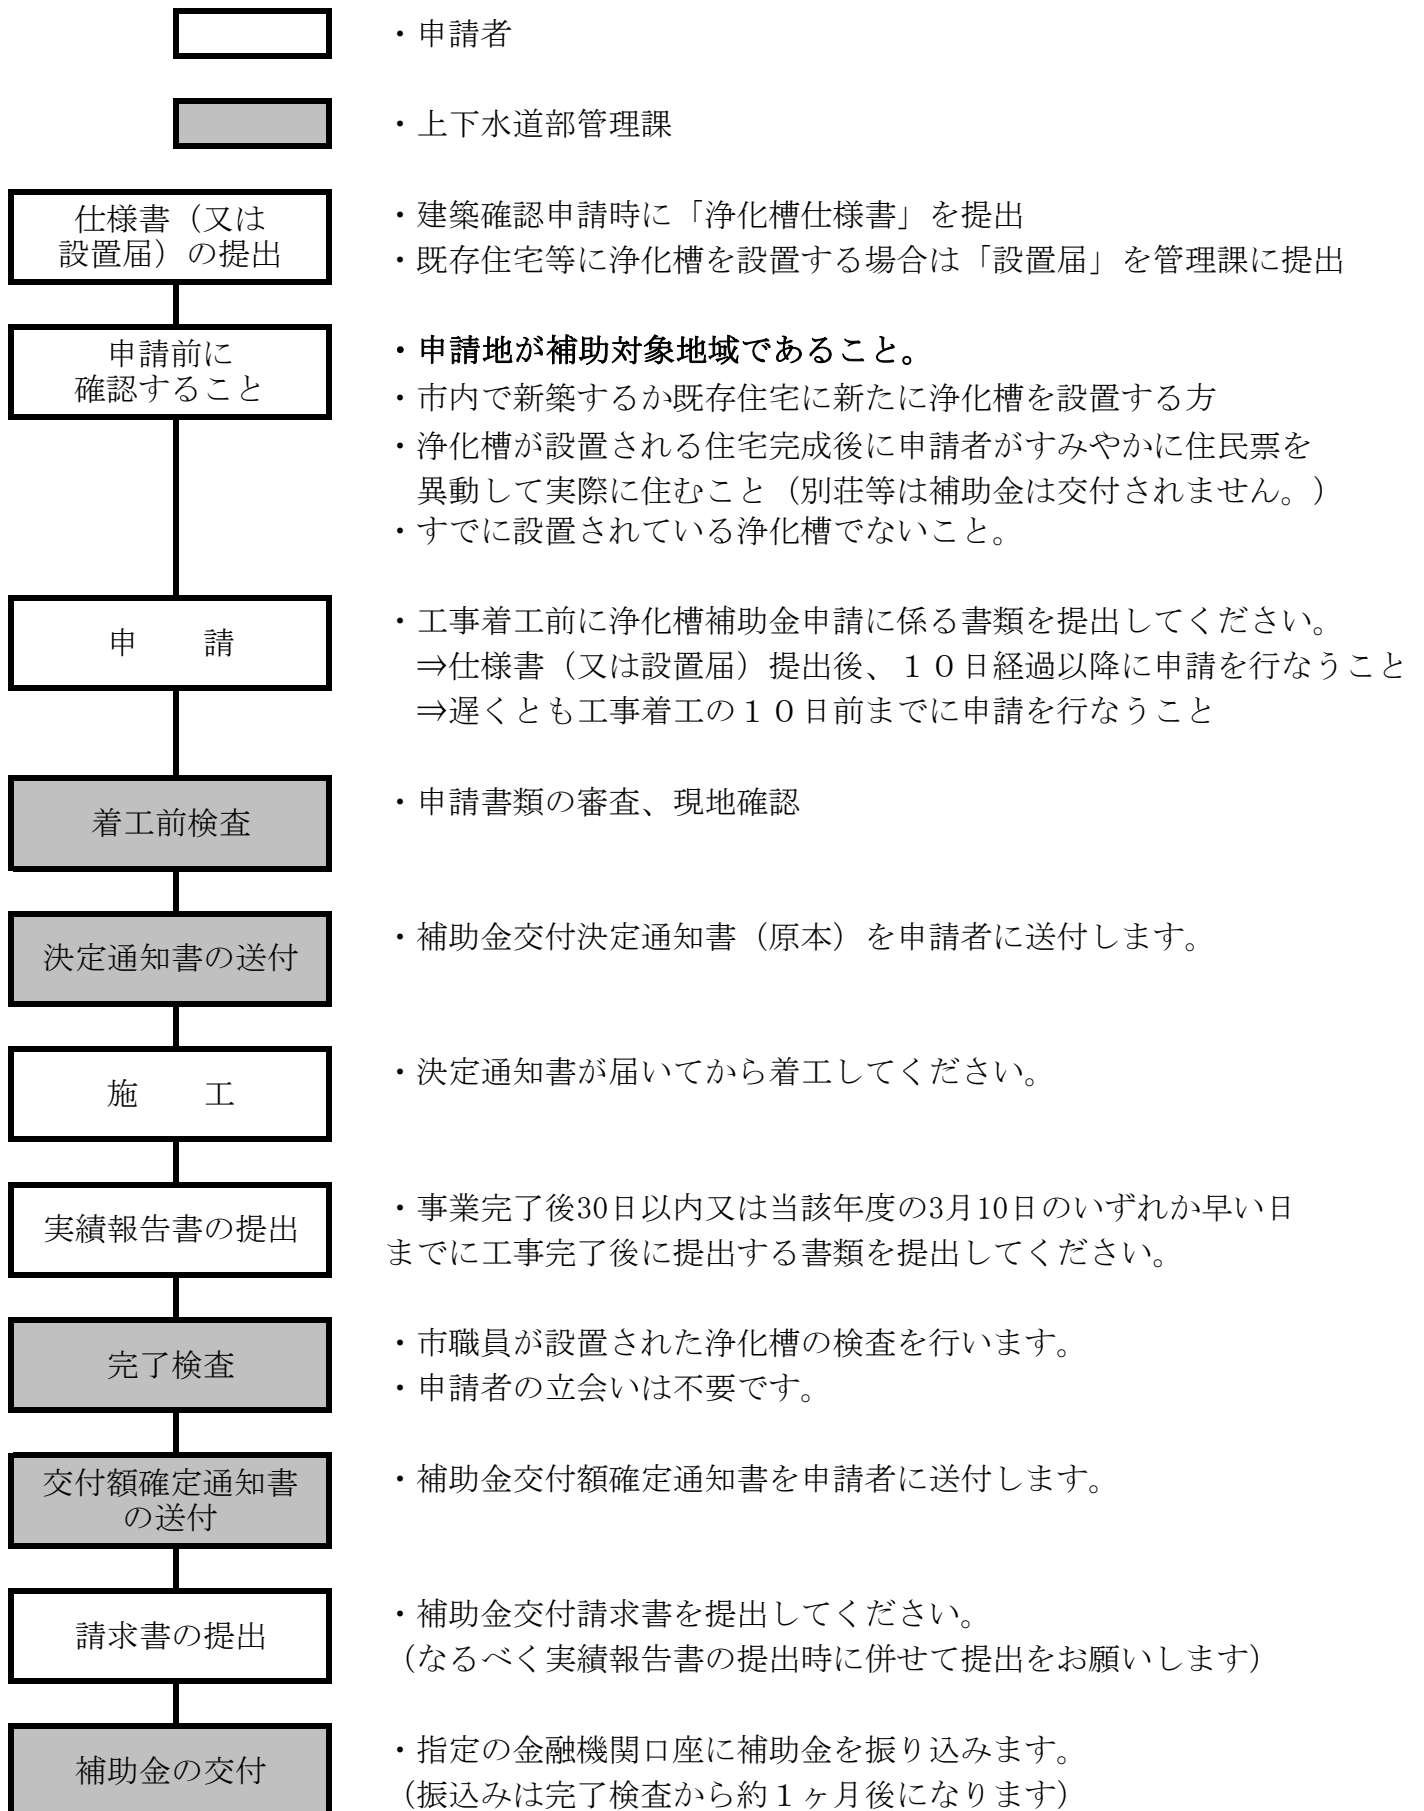 ・申請者
・上下水道部管理課
仕様書（又は
設置届）の提出
・建築確認申請時に「浄化槽仕様書」を提出
・既存住宅等に浄化槽を設置する場合は「設置届」を管理課に提出
申請前に
確認すること
・申請地が補助対象地域であること。
・市内で新築するか既存住宅に新たに浄化槽を設置する方
・浄化槽が設置される住宅完成後に申請者がすみやかに住民票を
異動して実際に住むこと（別荘等は補助金は交付されません。）
・すでに設置されている浄化槽でないこと。
申　　請
・工事着工前に浄化槽補助金申請に係る書類を提出してください。
⇒仕様書（又は設置届）提出後、１０日経過以降に申請を行なうこと
⇒遅くとも工事着工の１０日前までに申請を行なうこと
着工前検査
・申請書類の審査、現地確認
決定通知書の送付
・補助金交付決定通知書（原本）を申請者に送付します。
施　　工
・決定通知書が届いてから着工してください。
実績報告書の提出
・事業完了後30日以内又は当該年度の3月10日のいずれか早い日
までに工事完了後に提出する書類を提出してください。
完了検査
・市職員が設置された浄化槽の検査を行います。
・申請者の立会いは不要です。
交付額確定通知書
の送付
・補助金交付額確定通知書を申請者に送付します。
請求書の提出
・補助金交付請求書を提出してください。
（なるべく実績報告書の提出時に併せて提出をお願いします）
補助金の交付
・指定の金融機関口座に補助金を振り込みます。
（振込みは完了検査から約１ヶ月後になります）